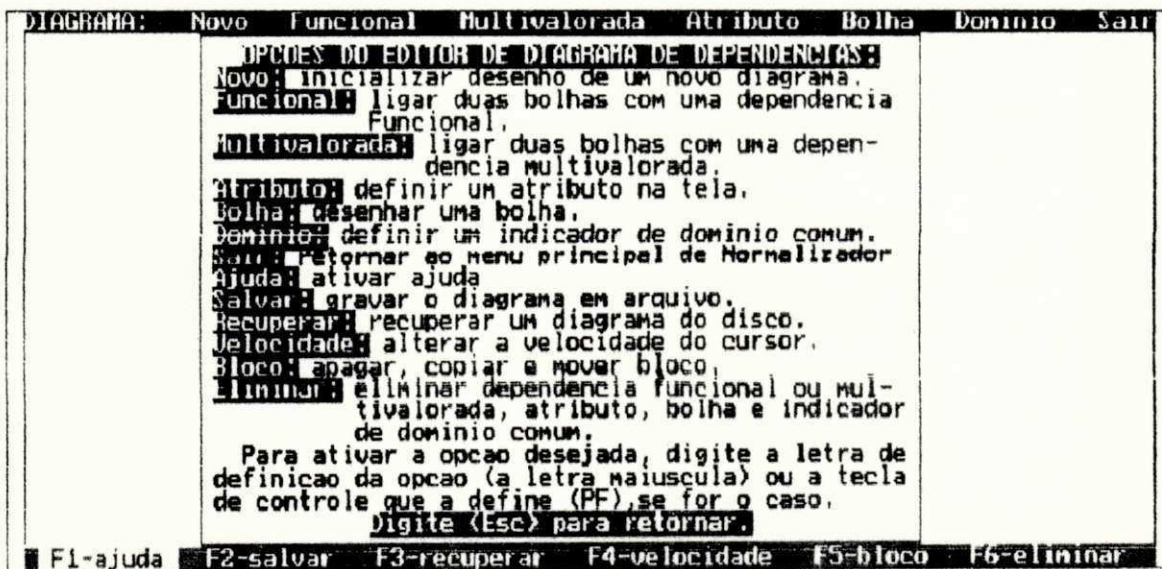 DIAGRAMA: Novo Funcional Multivalorada Atributo Bolha Dominio Sair
OPCOES DO EDITOR DE DIAGRAMA DE DEPENDENCIAS:
Novo: inicializar desenho de um novo diagrama.
Funcional: ligar duas bolhas com uma dependencia
Funcional.
Multivalorada: ligar duas bolhas com uma depen-
dencia multivalorada.
Atributo: definir um atributo na tela.
Bolha: desenhar uma bolha.
Dominio: definir um indicador de dominio comum.
Sair: retornar ao menu principal de Normalizador
Ajuda: ativar ajuda
Salvar: gravar o diagrama em arquivo.
Recuperar: recuperar um diagrama do disco.
Velocidade: alterar a velocidade do cursor.
Bloco: apagar, copiar e mover bloco.
Eliminar: eliminar dependencia funcional ou mul-
tivalorada, atributo, bolha e indicador
de dominio comum.
Para ativar a opcao desejada, digite a letra de
definicao da opcao (a letra maiuscula) ou a tecla
de controle que a define (PF),se for o caso.
Digite <Esc> para retornar.
F1-ajuda F2-salvar F3-recuperar F4-velocidade F5-bloco F6-eliminar